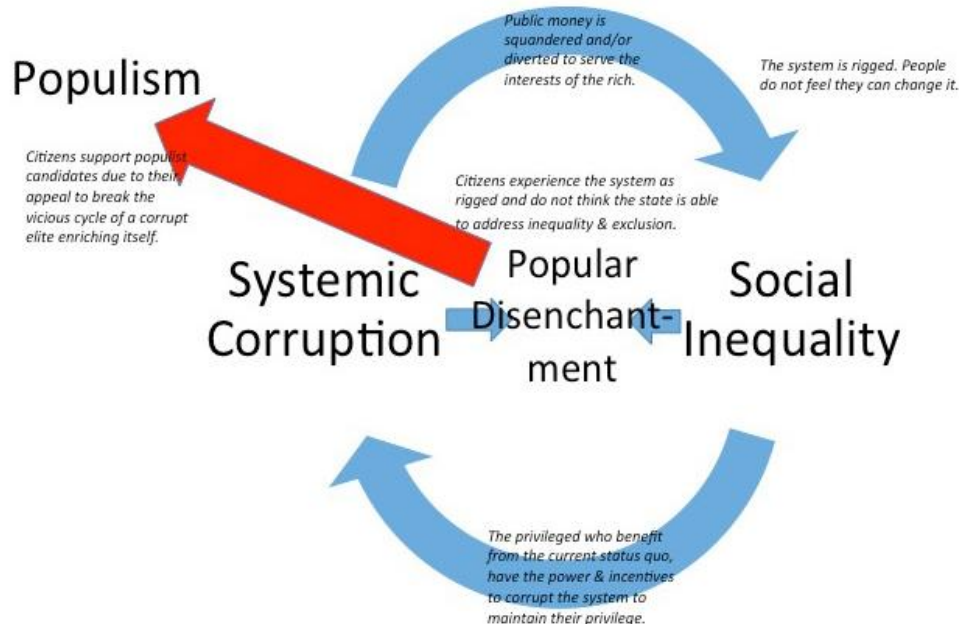 Public money is
squandered and/or
diverted to serve the
interests of the rich.
The system is rigged. People
do not feel they can change it.
Populism
Citizens support populist
candidates due to their
appeal to break the
vicious cycle of a corrupt
elite enriching itself.
Citizens experience the system as
rigged and do not think the state is able
to address inequality & exclusion.
Systemic
Corruption
Popular
Disenchant-
ment
Social
Inequality
The privileged who benefit
from the current status quo,
have the power & incentives
to corrupt the system to
maintain their privilege.